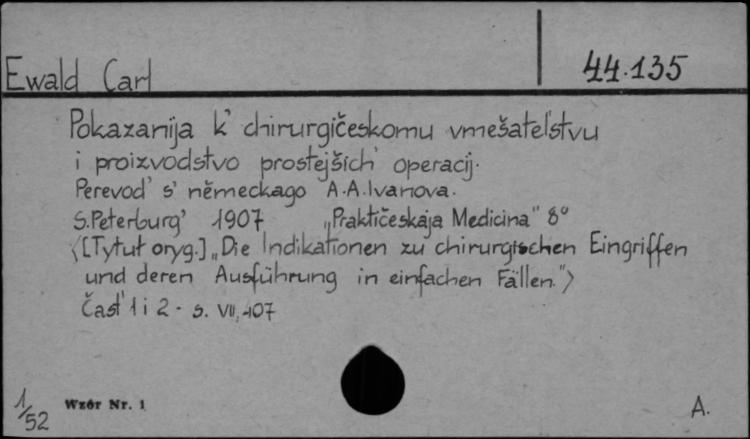 Ewald Carl
44.135
Pokazanija k' chirurgičeskomu vmešatel'stvu
i proizvodstvo prostejšich' operacij.
Perevod' s' německago A.A.Ivanova.
S.Peterburg' 1907 „Praktičeskaja Medicina" 8°
<[Tytuł oryg.] „Die Indikationen zu chirurgischen Eingriffen
und deren Ausführung in einfachen Fällen.">
Čast' 1 i 2 - s. VII, 407
1/52 Wzór Nr. 1
A.